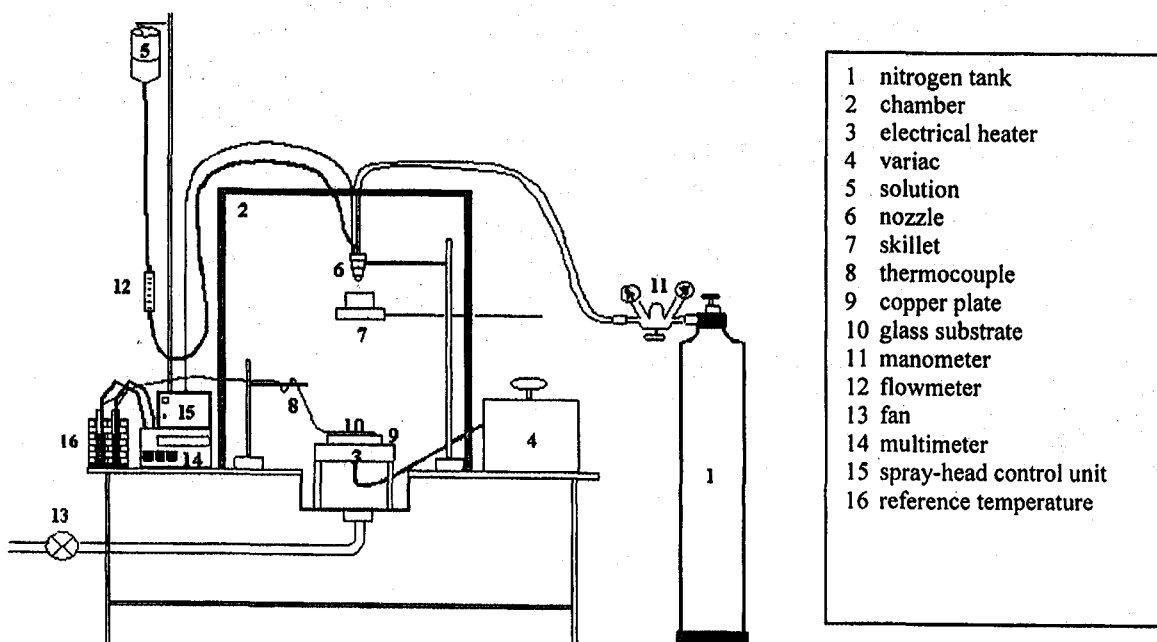 5
2
6
11
12
7
8
15
10
9
16
3
4
14
1
13
1 nitrogen tank
2 chamber
3 electrical heater
4 variac
5 solution
6 nozzle
7 skillet
8 thermocouple
9 copper plate
10 glass substrate
11 manometer
12 flowmeter
13 fan
14 multimeter
15 spray-head control unit
16 reference temperature